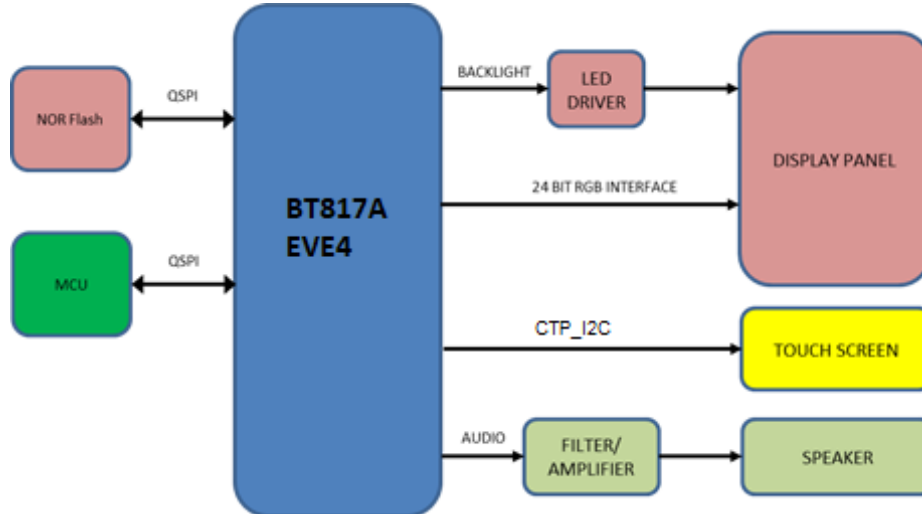 BACKLIGHT
LED
DRIVER
QSPI
NOR Flash
DISPLAY PANEL
24 BIT RGB INTERFACE
BT817A
EVE4
QSPI
MCU
CTP_I2C
TOUCH SCREEN
AUDIO
FILTER/
AMPLIFIER
SPEAKER